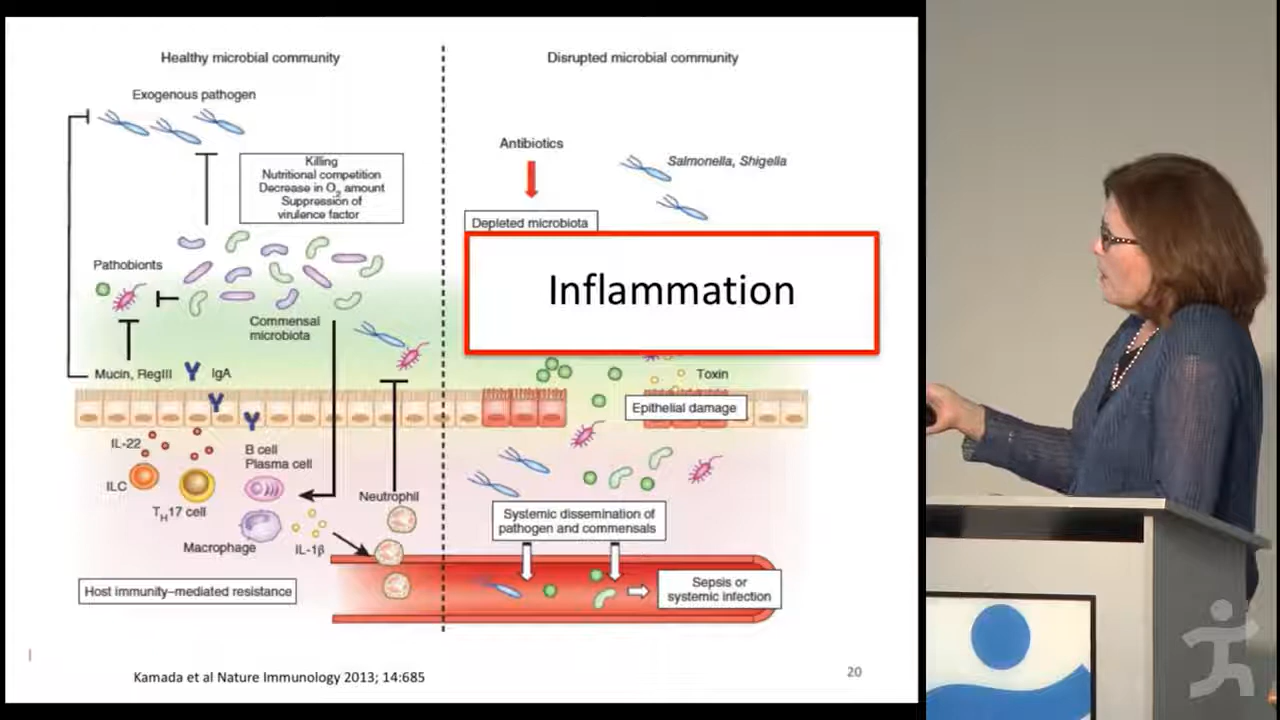 Healthy microbial community
Disrupted microbial community
Exogenous pathogen
Killing
Nutritional competition
Decrease in O2 amount
Suppression of
virulence factor
Antibiotics
Salmonella, Shigella
Depleted microbiota
Inflammation
Pathobionts
Commensal
microbiota
Mucin, RegIII
IgA
Toxin
Epithelial damage
IL-22
ILC
TH17 cell
B cell
Plasma cell
Macrophage
IL-1β
Neutrophil
Systemic dissemination of
pathogen and commensals
Sepsis or
systemic infection
Host immunity–mediated resistance
Kamada et al Nature Immunology 2013; 14:685
20